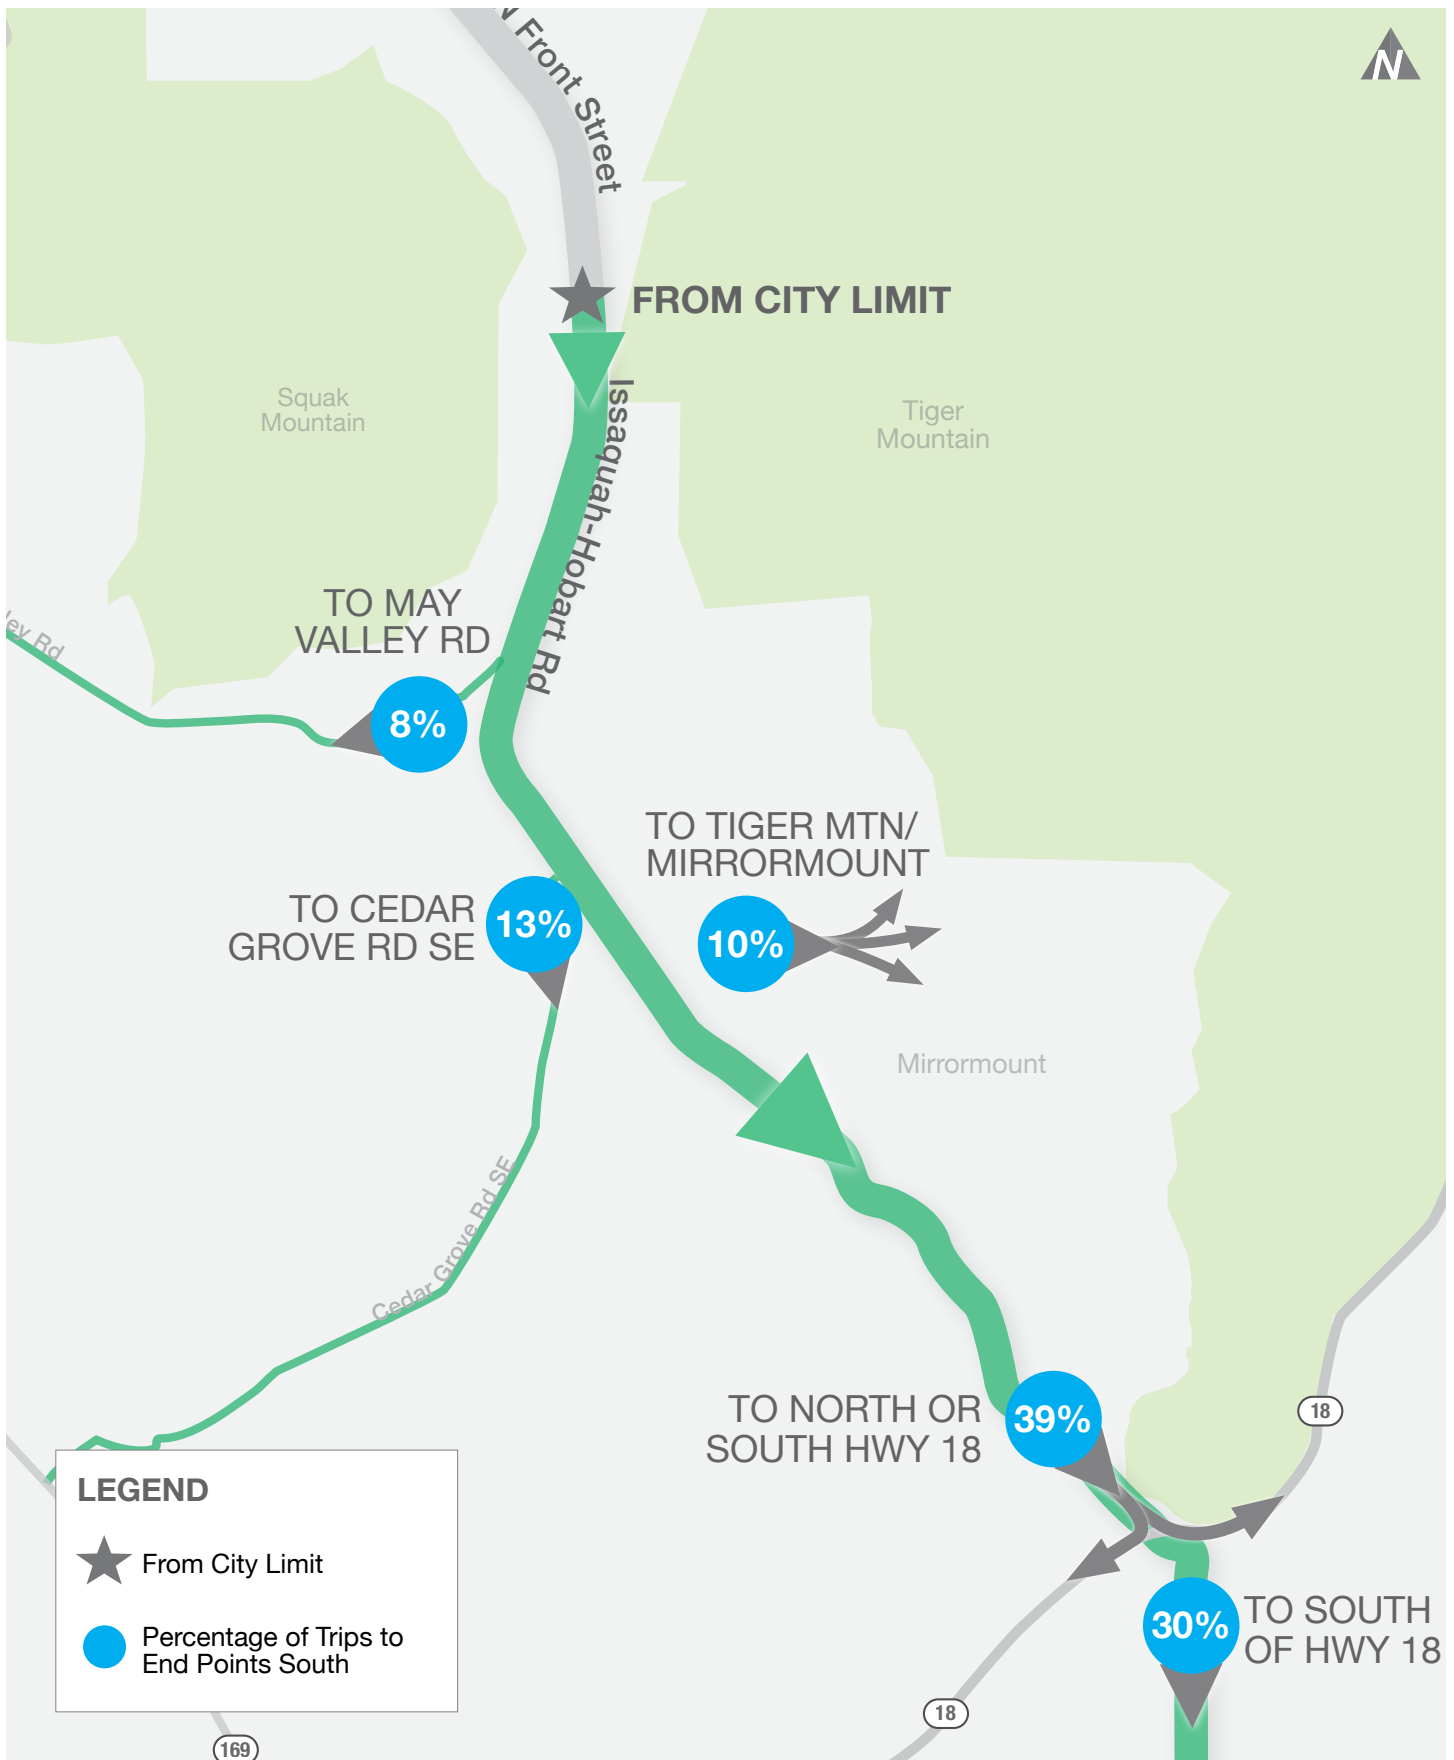 N Front Street
N
FROM CITY LIMIT
Issaquah-Hobart Rd
Squak
Mountain
Tiger
Mountain
TO MAY
VALLEY RD
Rd
8%
TO TIGER MTN/
MIRRORMOUNT
10%
TO CEDAR
GROVE RD SE
13%
Mirrormount
Cedar Grove Rd SE
TO NORTH OR
SOUTH HWY 18
39%
18
LEGEND
From City Limit
Percentage of Trips to
End Points South
30%
TO SOUTH
OF HWY 18
18
169